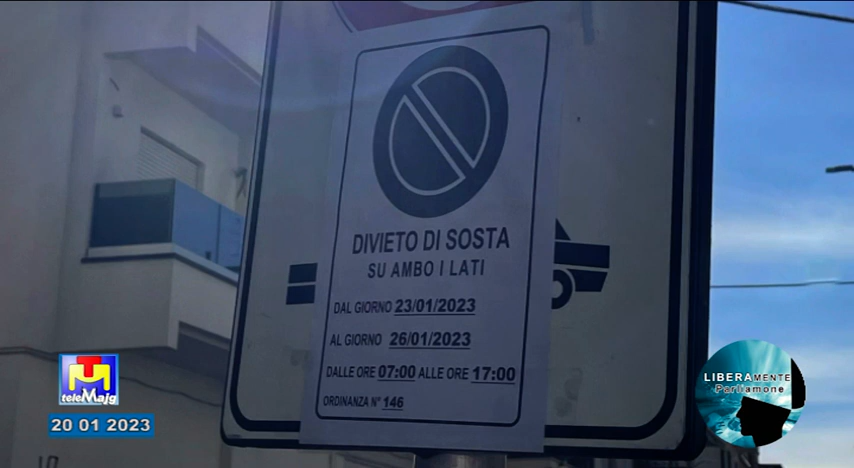 DIVIETO DI SOSTA
SU AMBO I LATI
DAL GIORNO 23/01/2023
AL GIORNO 26/01/2023
DALLE ORE 07:00 ALLE ORE 17:00
ORDINANZA N° 146
teleMajg
20 01 2023
LIBERAMENTE
Parliamone